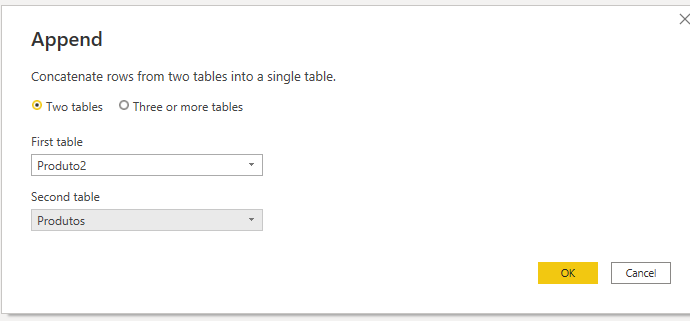 Append
Concatenate rows from two tables into a single table.
Two tables Three or more tables
First table
Produto2
Second table
Produtos
OK Cancel